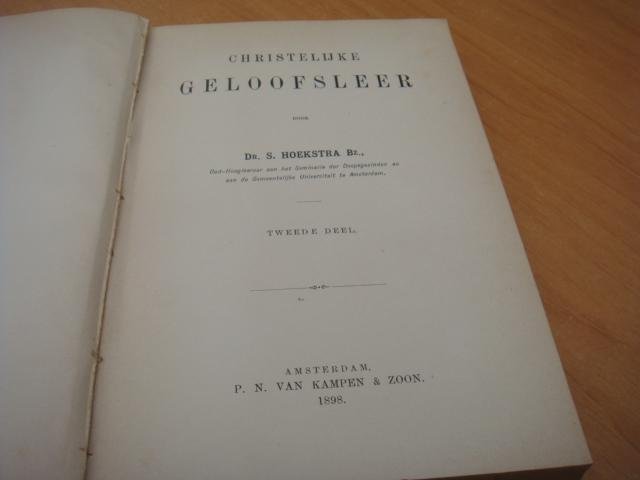 CHRISTELIJKE
GELOOFSLEER
DOOR
DR. S. HOEKSTRA BZ.,
Oud-Hoogleeraar aan het Seminarie der Doopsgezinden en
aan de Gemeentelijke Universiteit te Amsterdam.
TWEEDE DEEL.
AMSTERDAM,
P. N. VAN KAMPEN & ZOON.
1898.